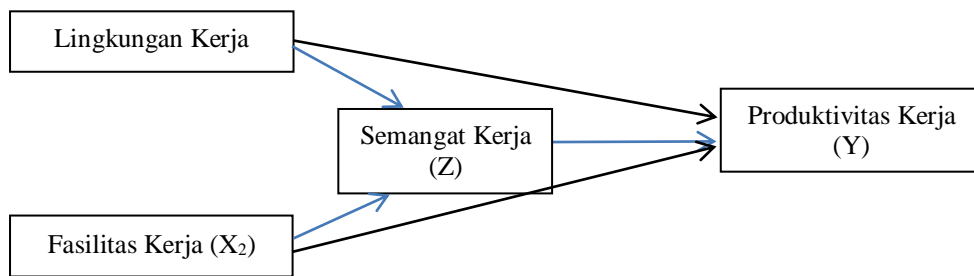 Lingkungan Kerja
Semangat Kerja
(Z)
Produktivitas Kerja
(Y)
Fasilitas Kerja (X₂)